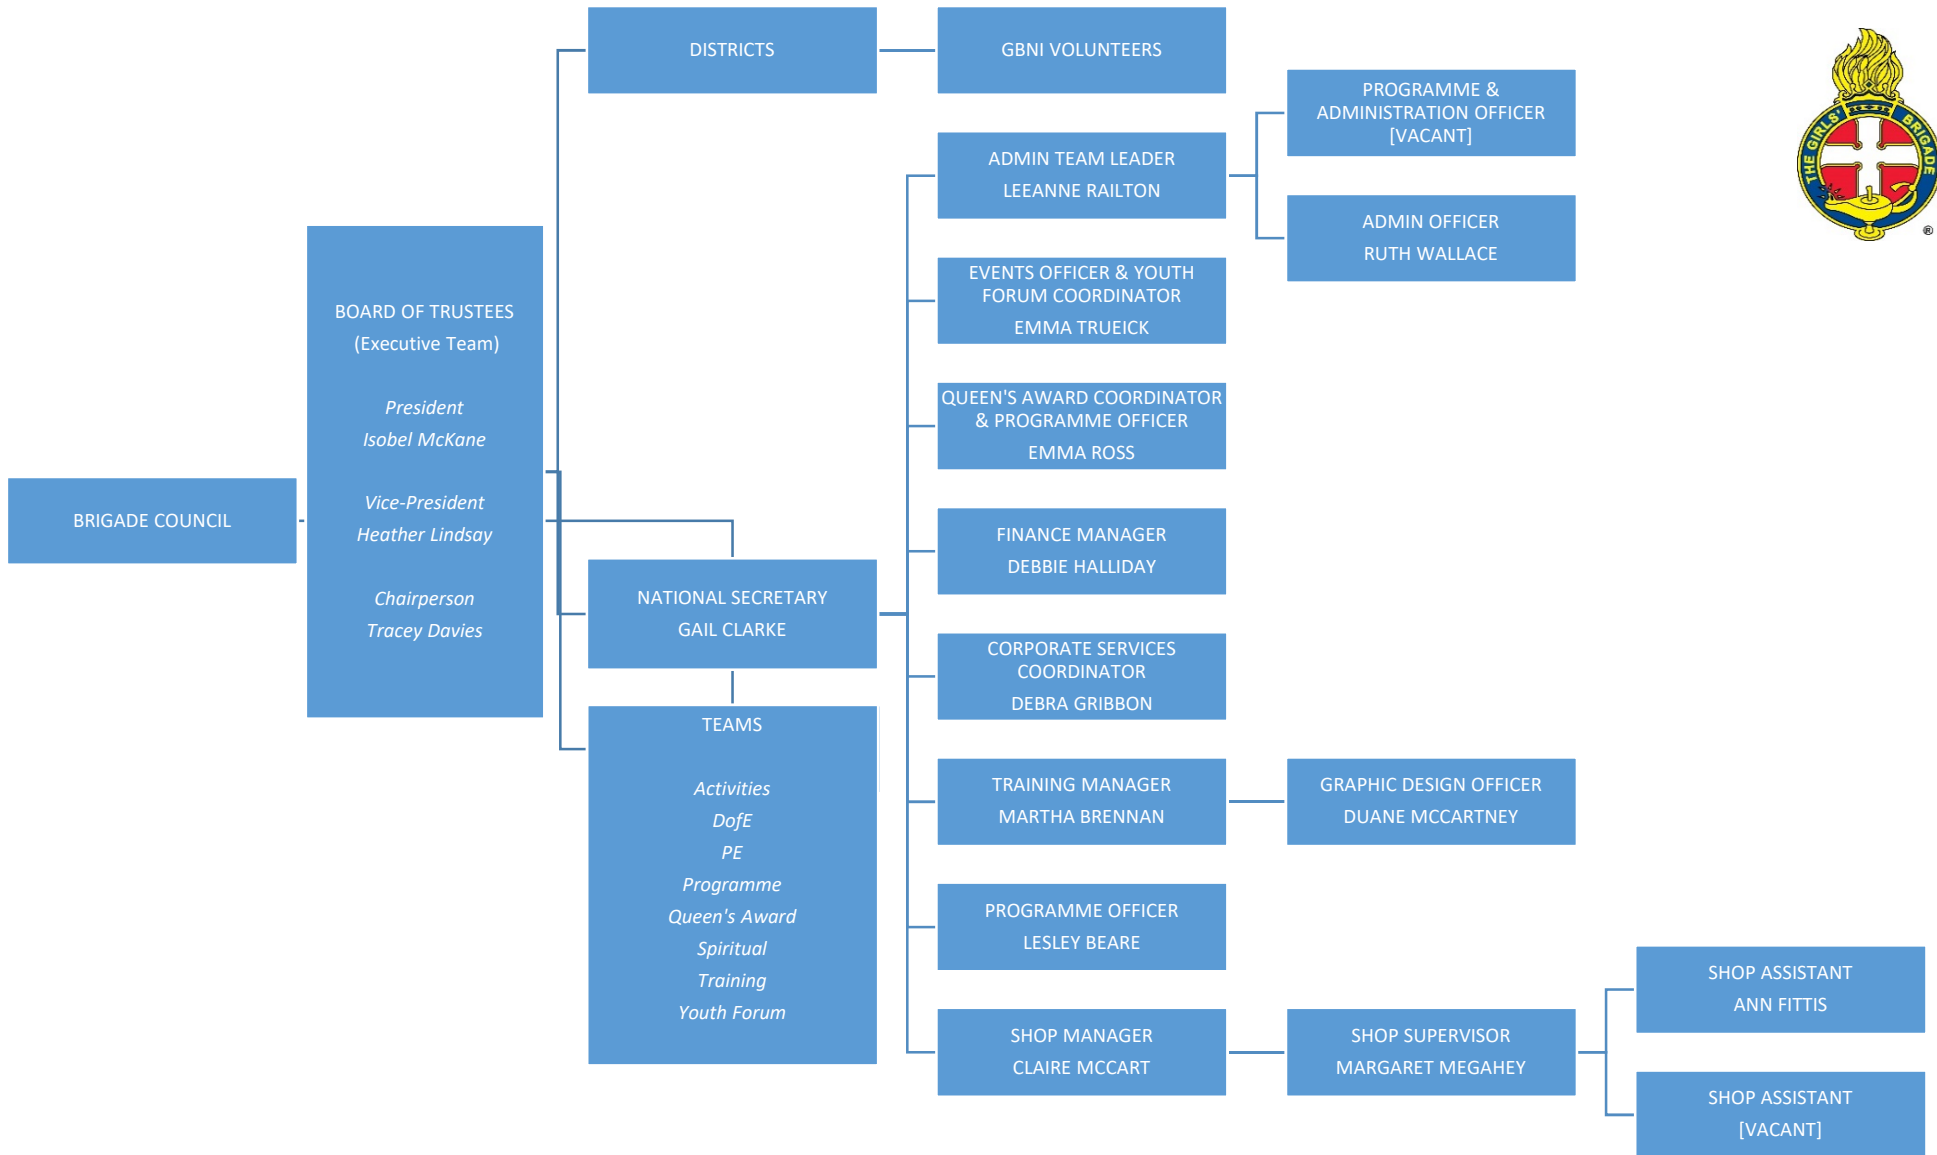 BRIGADE COUNCIL
BOARD OF TRUSTEES
(Executive Team)
President
Isobel McKane
Vice-President
Heather Lindsay
Chairperson
Tracey Davies
DISTRICTS
GBNI VOLUNTEERS
NATIONAL SECRETARY
GAIL CLARKE
TEAMS
Activities
DofE
PE
Programme
Queen's Award
Spiritual
Training
Youth Forum
ADMIN TEAM LEADER
LEEANNE RAILTON
PROGRAMME &
ADMINISTRATION OFFICER
[VACANT]
ADMIN OFFICER
RUTH WALLACE
EVENTS OFFICER & YOUTH
FORUM COORDINATOR
EMMA TRUEICK
QUEEN'S AWARD COORDINATOR
& PROGRAMME OFFICER
EMMA ROSS
FINANCE MANAGER
DEBBIE HALLIDAY
CORPORATE SERVICES
COORDINATOR
DEBRA GRIBBON
TRAINING MANAGER
MARTHA BRENNAN
GRAPHIC DESIGN OFFICER
DUANE MCCARTNEY
PROGRAMME OFFICER
LESLEY BEARE
SHOP MANAGER
CLAIRE MCCART
SHOP SUPERVISOR
MARGARET MEGAHEY
SHOP ASSISTANT
ANN FITTIS
SHOP ASSISTANT
[VACANT]
THE GIRLS' BRIGADE
®